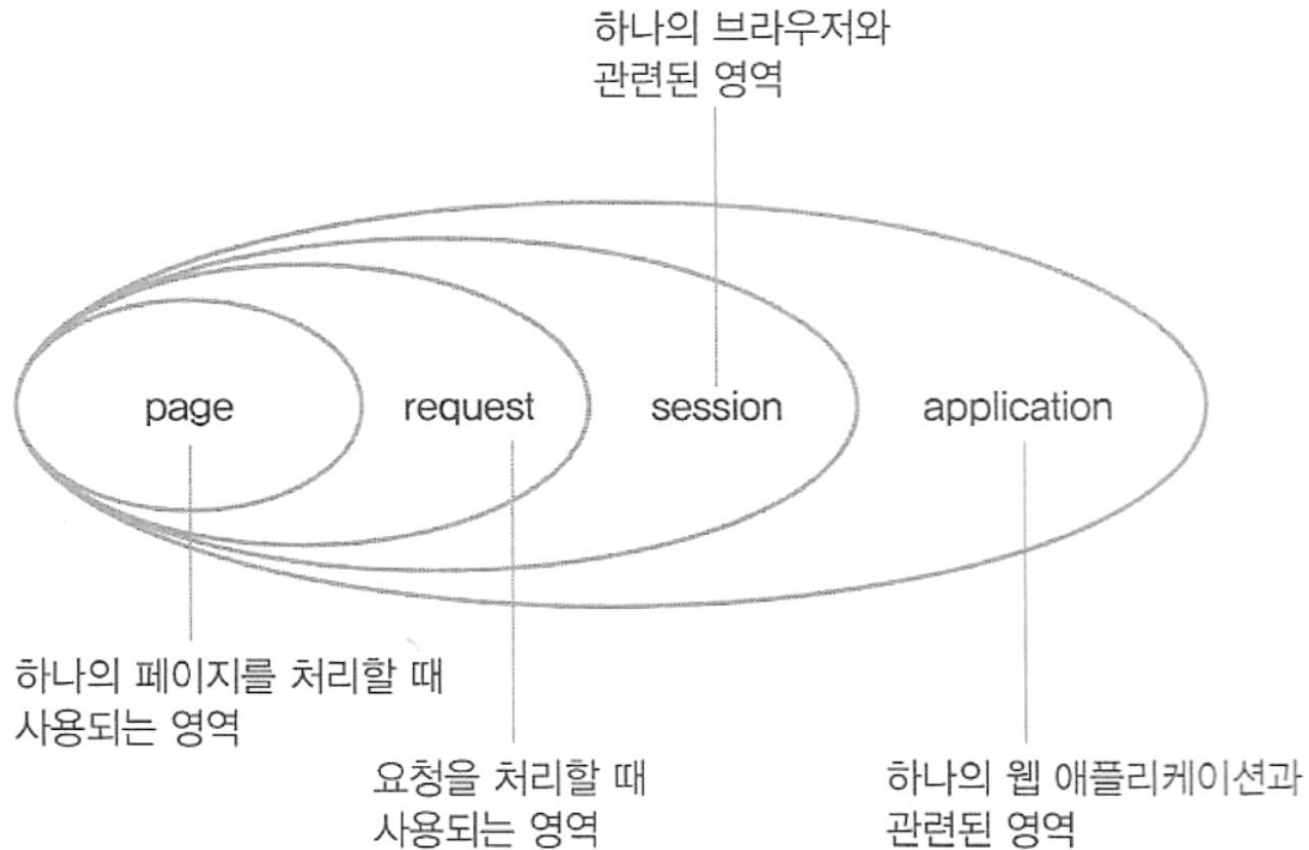 하나의 브라우저와
관련된 영역
page
request
session
application
하나의 페이지를 처리할 때
사용되는 영역
요청을 처리할 때
사용되는 영역
하나의 웹 애플리케이션과
관련된 영역